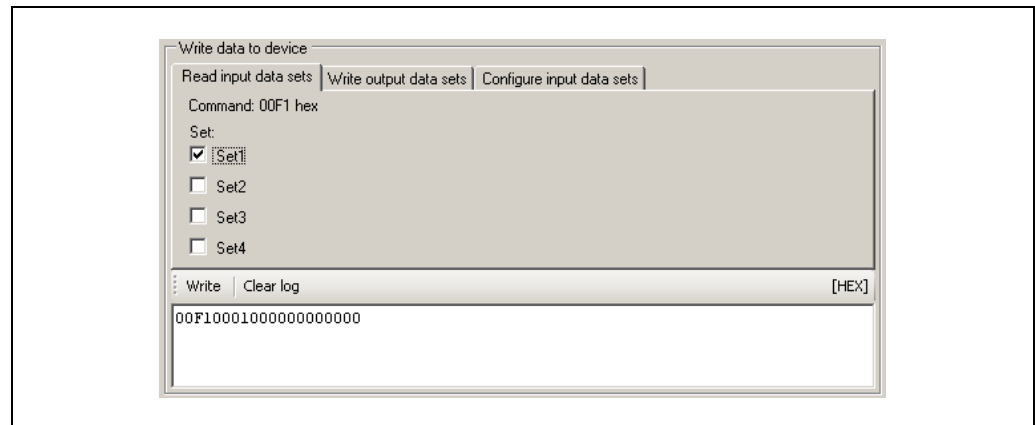 Write data to device
Read input data sets
Write output data sets
Configure input data sets
Command: 00F1 hex
Set:
Set1
Set2
Set3
Set4
Write
Clear log
[HEX]
00F10001000000000000